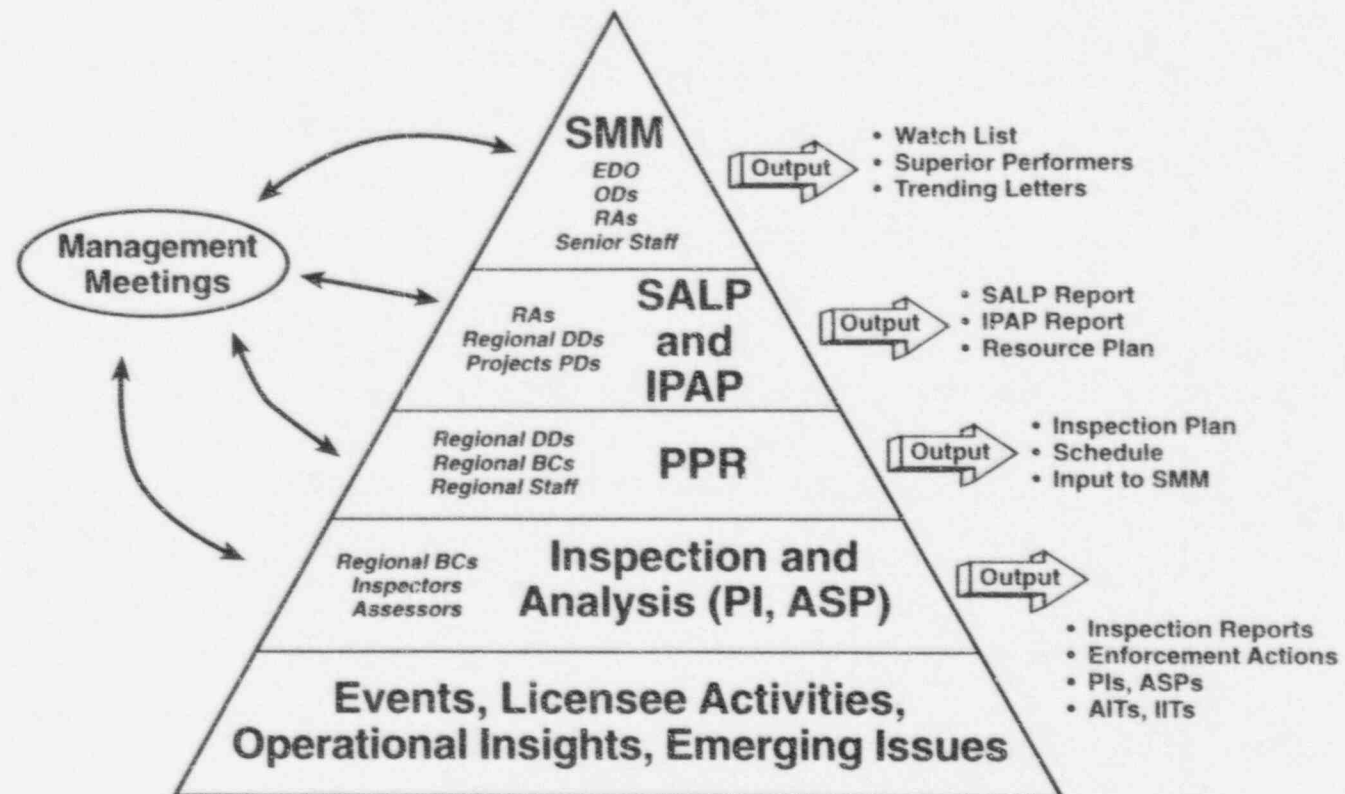 SMM
EDO
ODs
RAs
Senior Staff
Output
• Watch List
• Superior Performers
• Trending Letters
Management
Meetings
RAs
Regional DDs
Projects PDs
SALP
and
IPAP
Output
• SALP Report
• IPAP Report
• Resource Plan
Regional DDs
Regional BCs
Regional Staff
PPR
Output
• Inspection Plan
• Schedule
• Input to SMM
Regional BCs
Inspectors
Assessors
Inspection and
Analysis (PI, ASP)
Output
• Inspection Reports
• Enforcement Actions
• PIs, ASPs
• AITs, IITs
Events, Licensee Activities,
Operational Insights, Emerging Issues